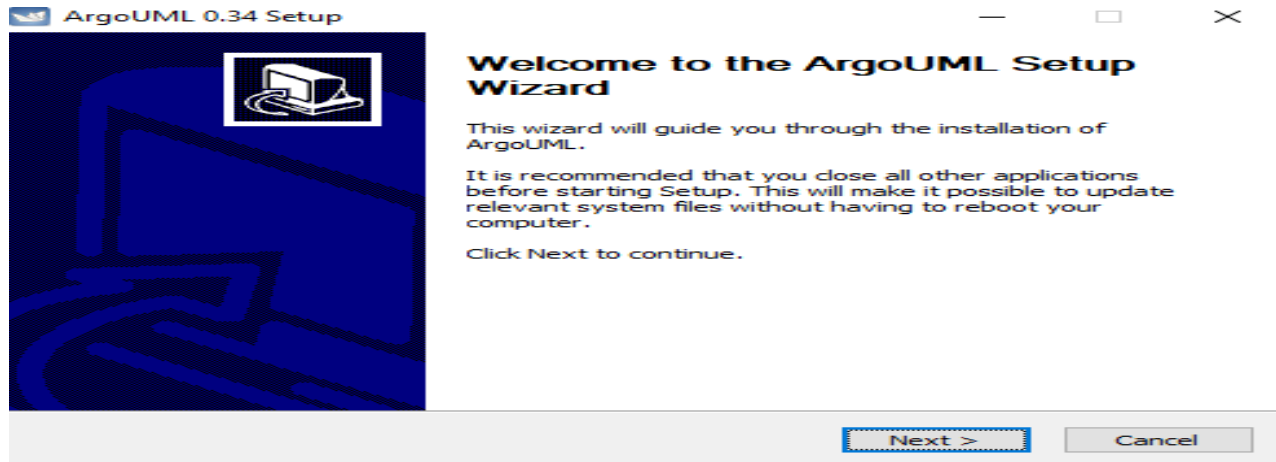 ArgoUML 0.34 Setup
Welcome to the ArgoUML Setup
Wizard
This wizard will guide you through the installation of
ArgoUML.
It is recommended that you close all other applications
before starting Setup. This will make it possible to update
relevant system files without having to reboot your
computer.
Click Next to continue.
Next >
Cancel